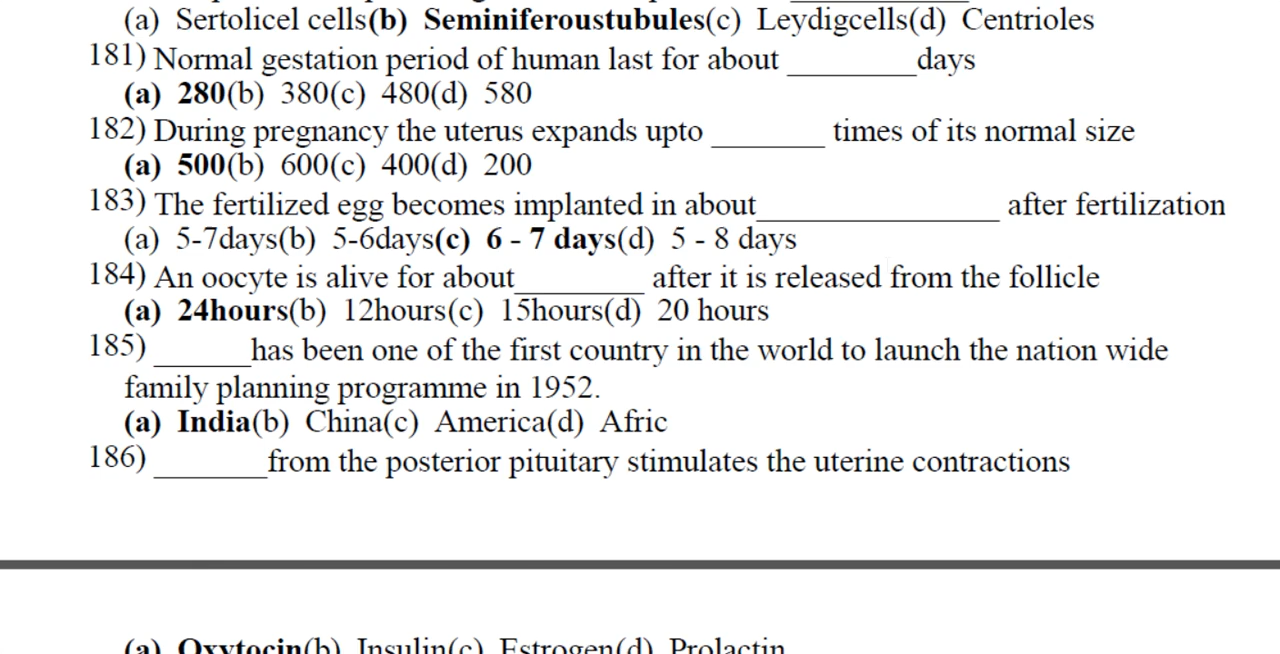 (a) Sertolicel cells(b) Seminiferoustubules(c) Leydigcells(d) Centrioles
181) Normal gestation period of human last for about ________days
(a) 280(b) 380(c) 480(d) 580
182) During pregnancy the uterus expands upto _______ times of its normal size
(a) 500(b) 600(c) 400(d) 200
183) The fertilized egg becomes implanted in about_______________ after fertilization
(a) 5-7days(b) 5-6days(c) 6 - 7 days(d) 5 - 8 days
184) An oocyte is alive for about________ after it is released from the follicle
(a) 24hours(b) 12hours(c) 15hours(d) 20 hours
185) ______has been one of the first country in the world to launch the nation wide
family planning programme in 1952.
(a) India(b) China(c) America(d) Afric
186) _______from the posterior pituitary stimulates the uterine contractions
(a) Oxytocin(b) Insulin(c) Estrogen(d) Prolactin